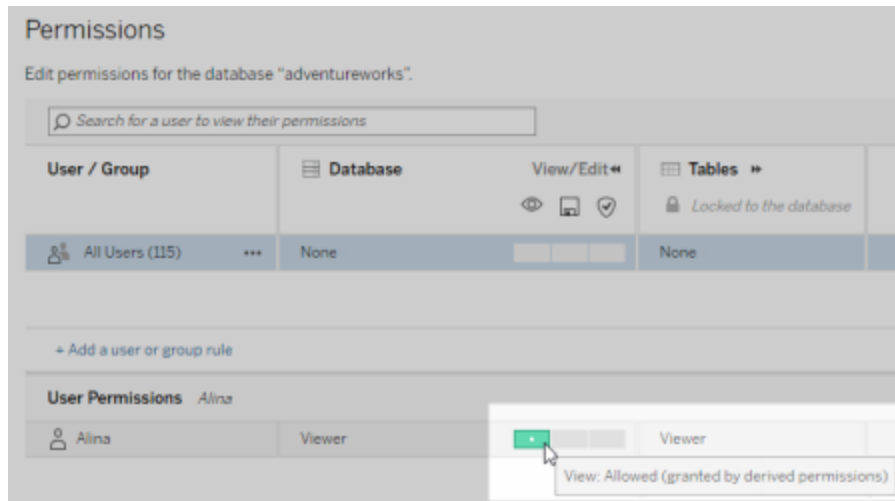 Permissions
Edit permissions for the database "adventureworks".
Search for a user to view their permissions
User / Group Database View/Edit Tables
Locked to the database
All Users (115) ••• None None
+ Add a user or group rule
User Permissions Alina
Alina Viewer Viewer
View: Allowed (granted by derived permissions)